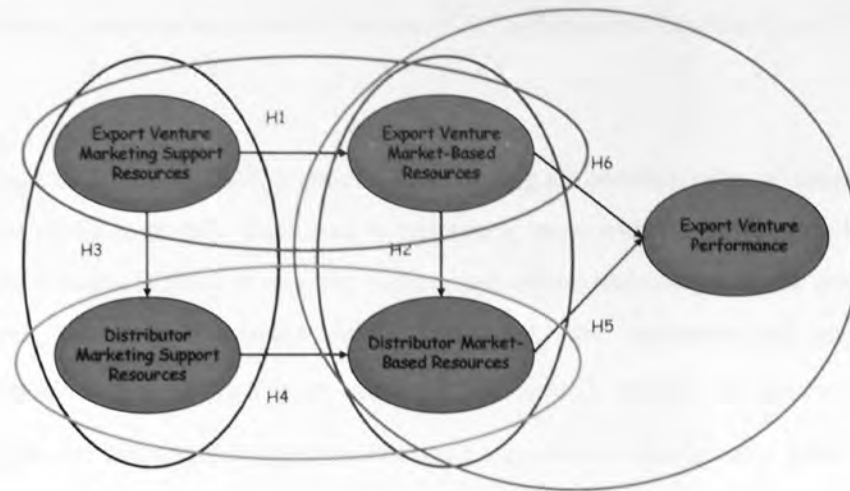 Export Venture
Marketing Support
Resources
H1
Export Venture
Market-Based
Resources
H6
Export Venture
Performance
H3
H2
Distributor
Marketing Support
Resources
H4
Distributor Market-
Based Resources
H5